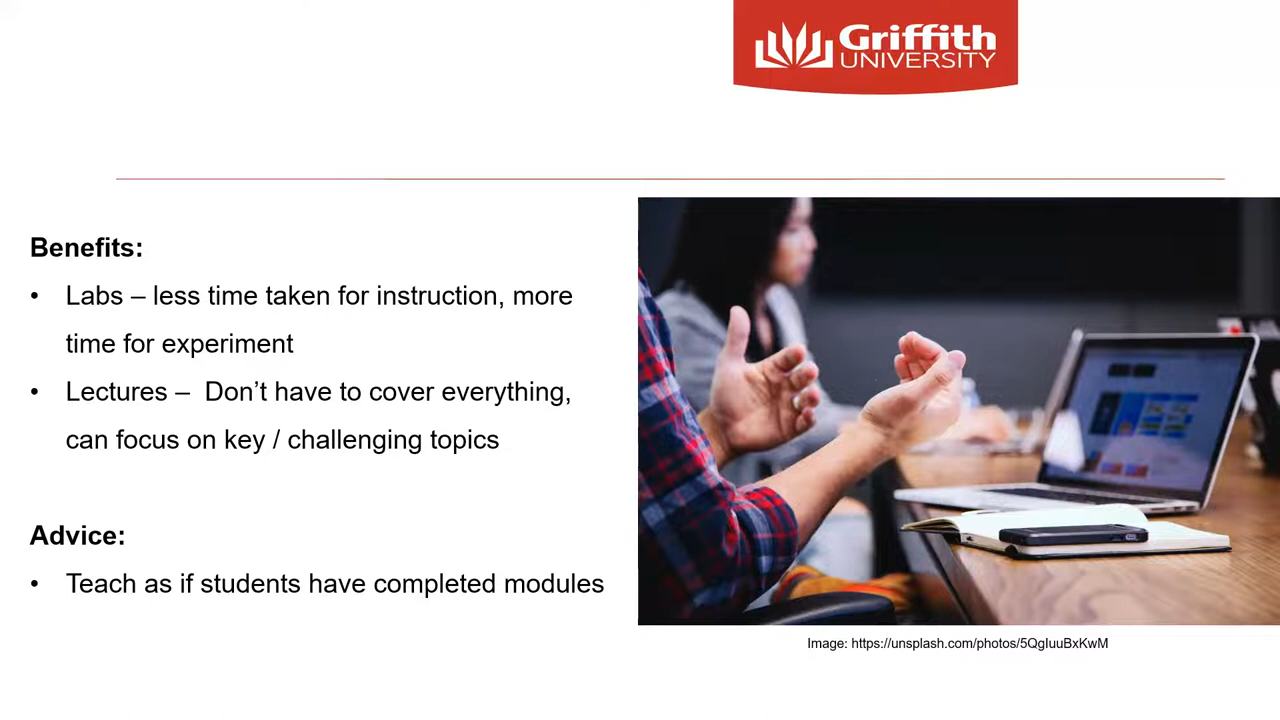 Griffith
UNIVERSITY
Benefits:
• Labs – less time taken for instruction, more
time for experiment
• Lectures – Don’t have to cover everything,
can focus on key / challenging topics
Advice:
• Teach as if students have completed modules
Image: https://unsplash.com/photos/5QgIuuBxKwM